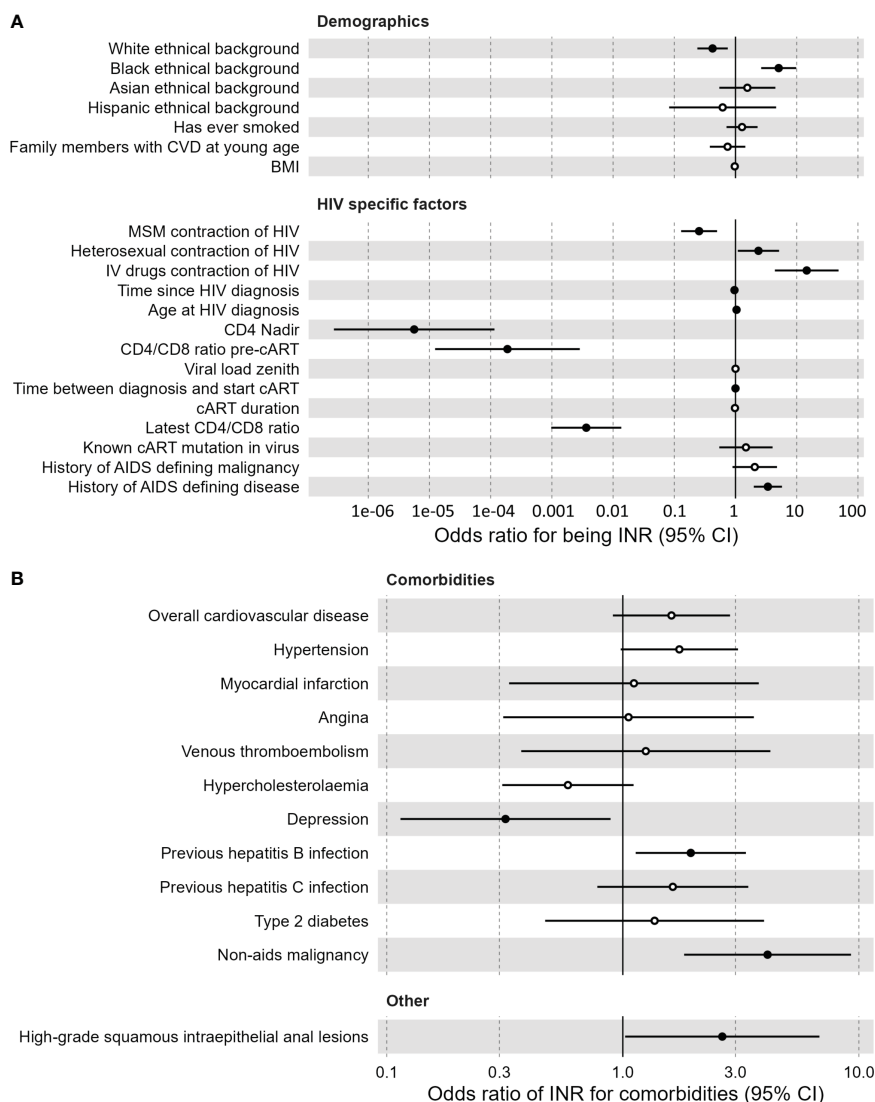 A
Demographics
White ethnical background
Black ethnical background
Asian ethnical background
Hispanic ethnical background
Has ever smoked
Family members with CVD at young age
BMI
HIV specific factors
MSM contraction of HIV
Heterosexual contraction of HIV
IV drugs contraction of HIV
Time since HIV diagnosis
Age at HIV diagnosis
CD4 Nadir
CD4/CD8 ratio pre-cART
Viral load zenith
Time between diagnosis and start cART
cART duration
Latest CD4/CD8 ratio
Known cART mutation in virus
History of AIDS defining malignancy
History of AIDS defining disease
1e-06 1e-05 1e-04 0.001 0.01 0.1 1 10 100
Odds ratio for being INR (95% CI)
B
Comorbidities
Overall cardiovascular disease
Hypertension
Myocardial infarction
Angina
Venous thromboembolism
Hypercholesterolaemia
Depression
Previous hepatitis B infection
Previous hepatitis C infection
Type 2 diabetes
Non-aids malignancy
Other
High-grade squamous intraepithelial anal lesions
0.1 0.3 1.0 3.0 10.0
Odds ratio of INR for comorbidities (95% CI)